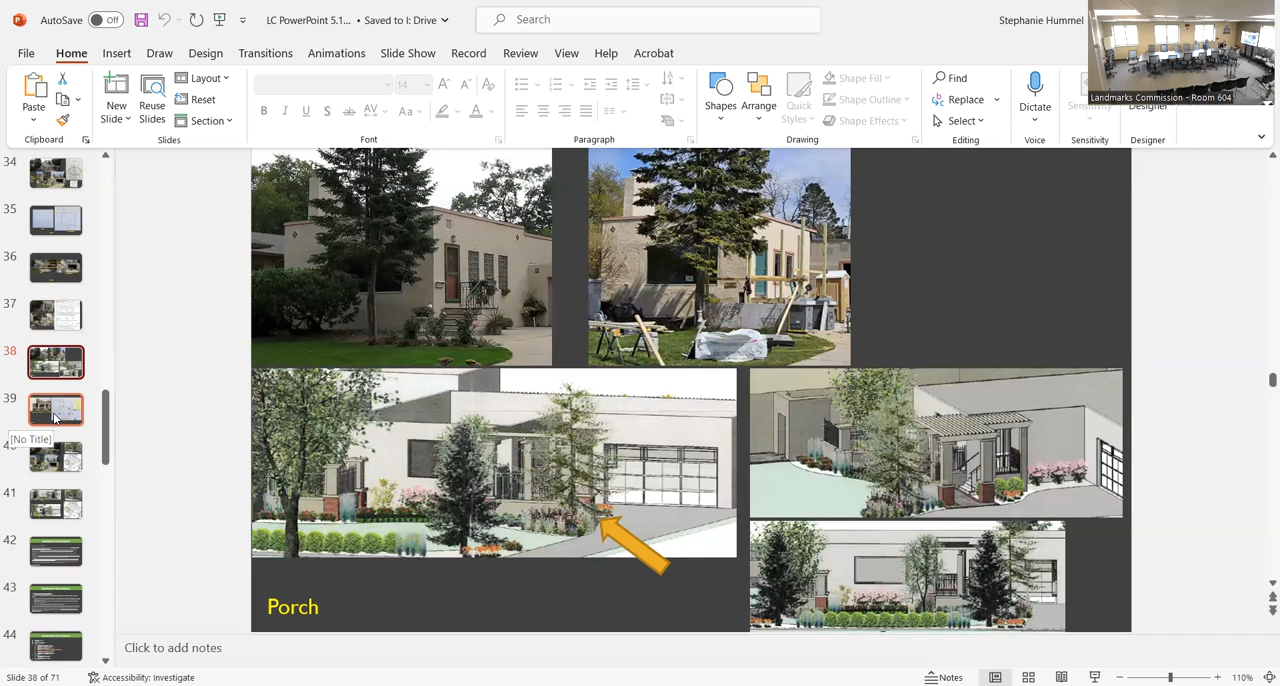 AutoSave Off LC PowerPoint 5.1... • Saved to I: Drive Search Stephanie Hummel
File Home Insert Draw Design Transitions Animations Slide Show Record Review View Help Acrobat
Paste
New Slide
Reuse Slides
Layout
Reset
Section
14
Aa
Shapes
Arrange
Quick Styles
Shape Fill
Shape Outline
Shape Effects
Find
Replace
Select
Dictate
Sensitivity
Designer
Landmarks Commission - Room 604
Clipboard Slides Font Paragraph Drawing Editing Voice Sensitivity Designer
34
35
36
37
38
39
[No Title]
41
42
43
44
Porch
Click to add notes
Slide 38 of 71 Accessibility: Investigate Notes 110%